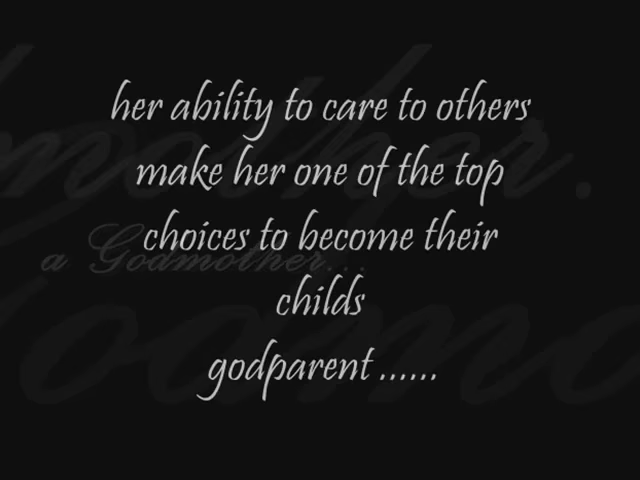 her ability to care to others
make her one of the top
choices to become their
a Godmother...
childs
godparent ......